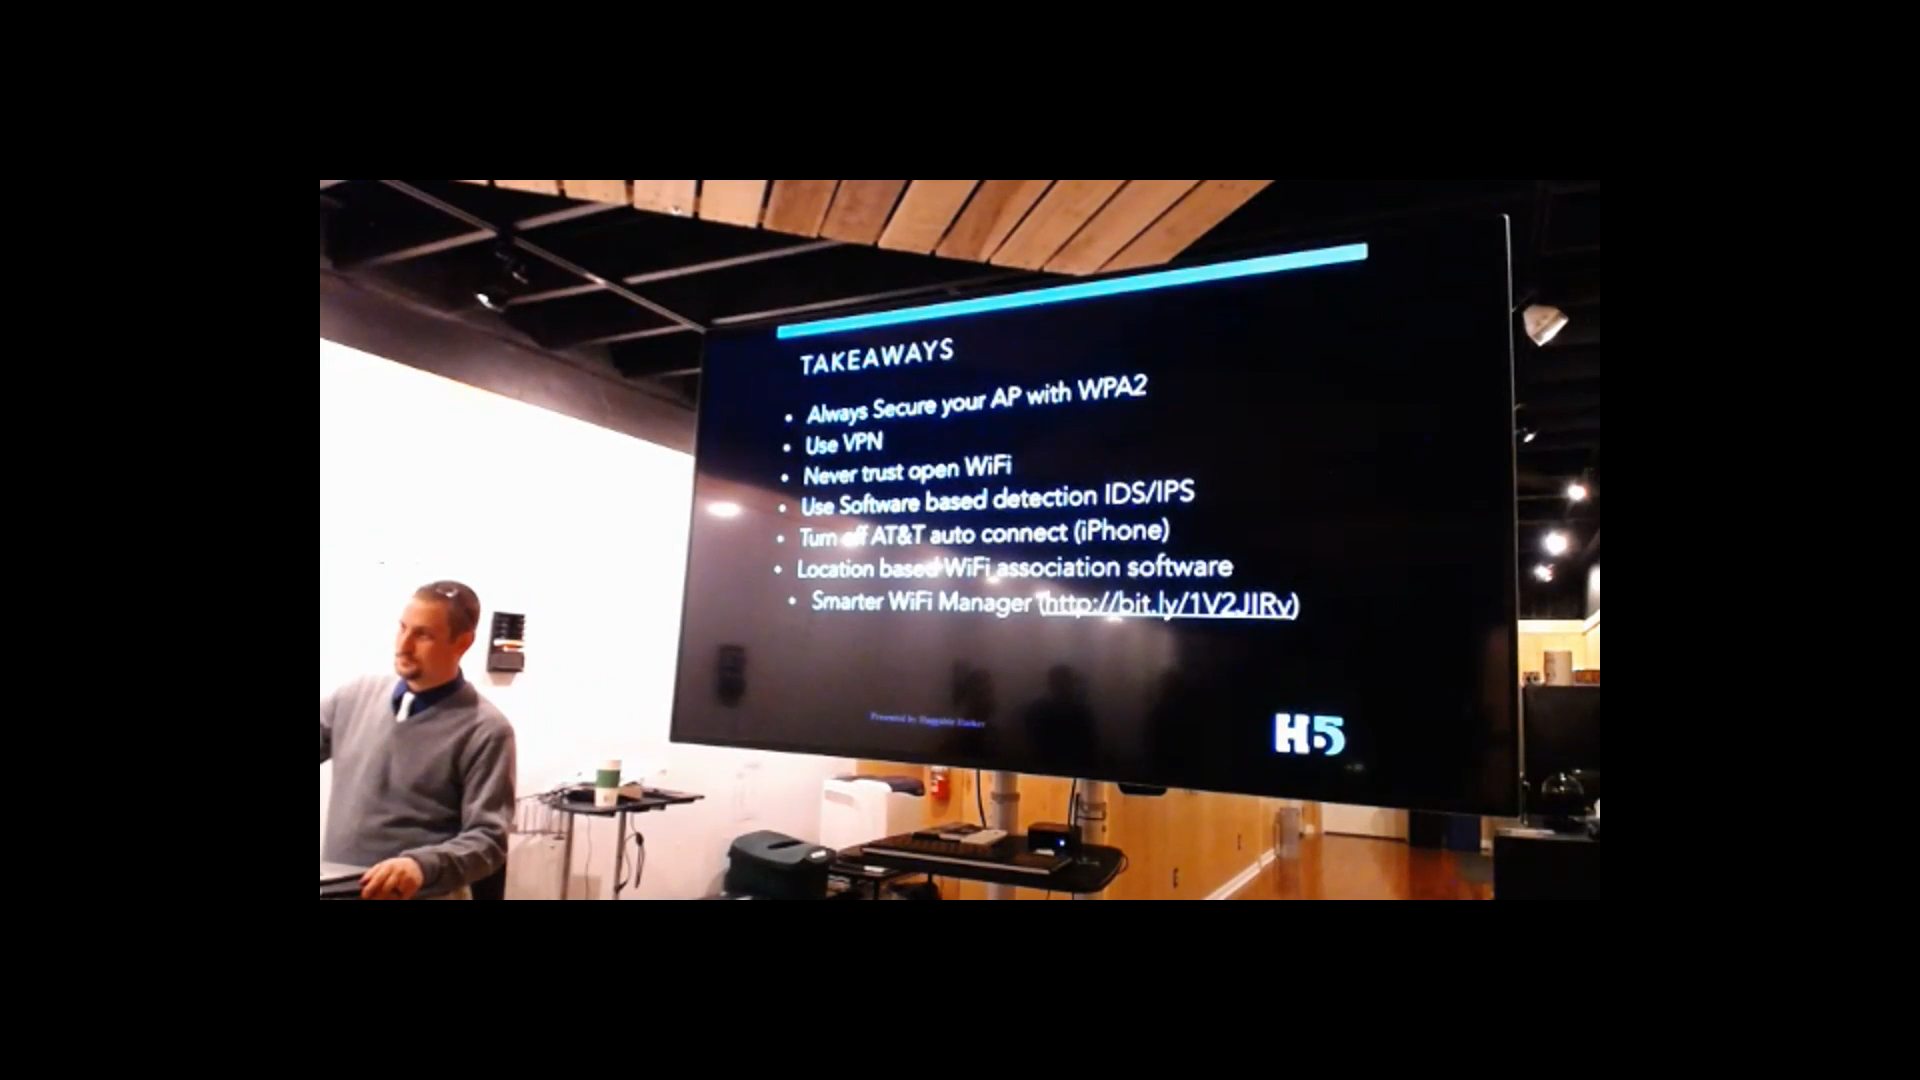 TAKEAWAYS
• Always Secure your AP with WPA2
• Use VPN
• Never trust open WiFi
• Use Software based detection IDS/IPS
• Turn off AT&T auto connect (iPhone)
• Location based WiFi association software
• Smarter WiFi Manager (http://bit.ly/1V2JIRv)
Presented by
H5